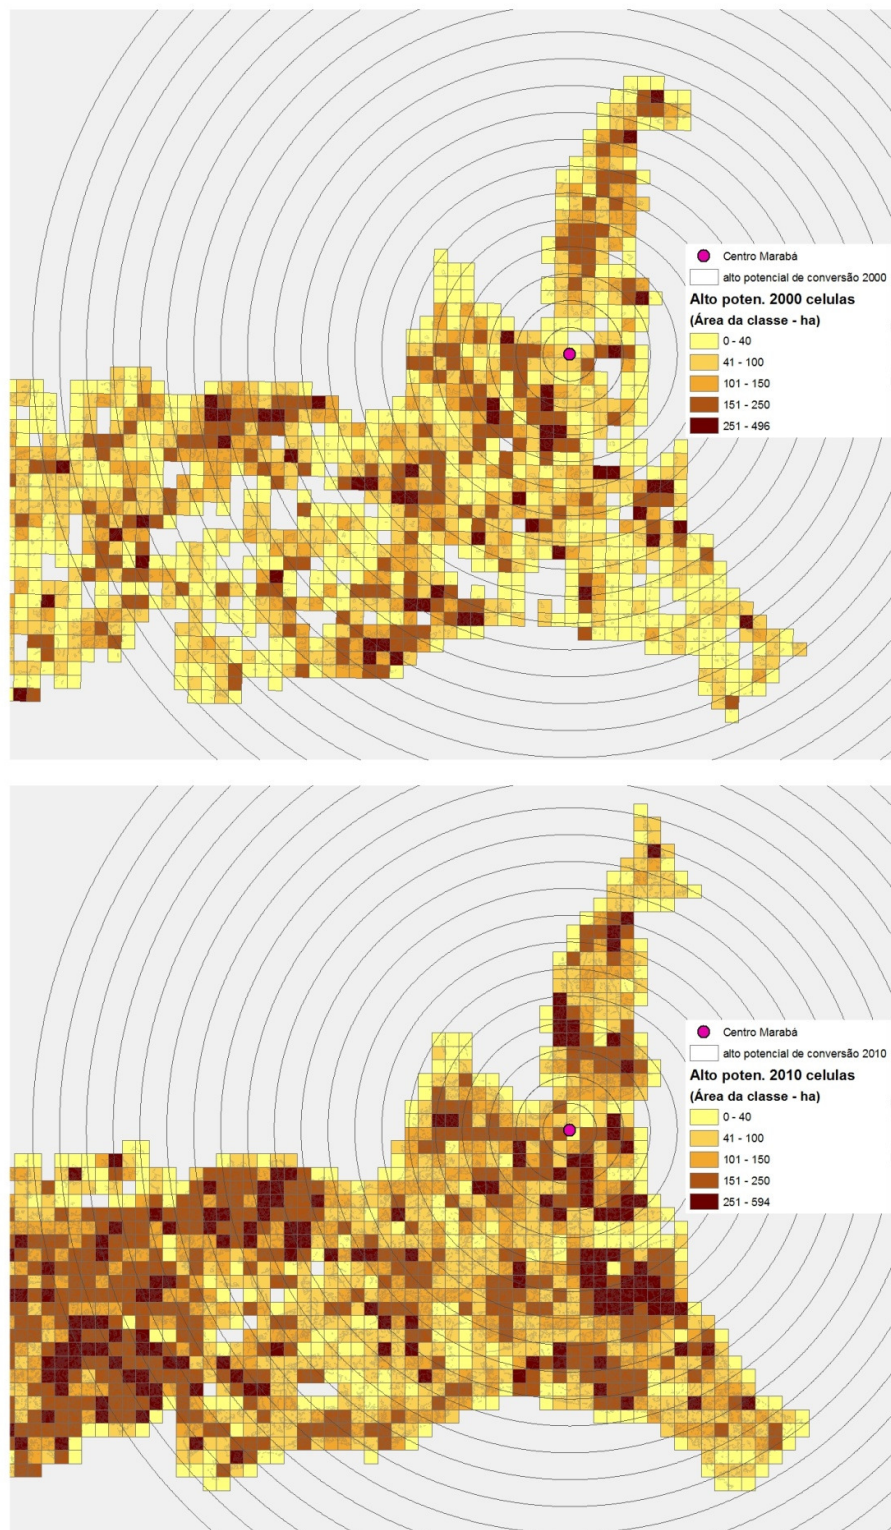 Centro Marabá
alto potencial de conversão 2000
Alto poten. 2000 celulas
(Área da classe - ha)
0 - 40
41 - 100
101 - 150
151 - 250
251 - 496
Centro Marabá
alto potencial de conversão 2010
Alto poten. 2010 celulas
(Área da classe - ha)
0 - 40
41 - 100
101 - 150
151 - 250
251 - 594